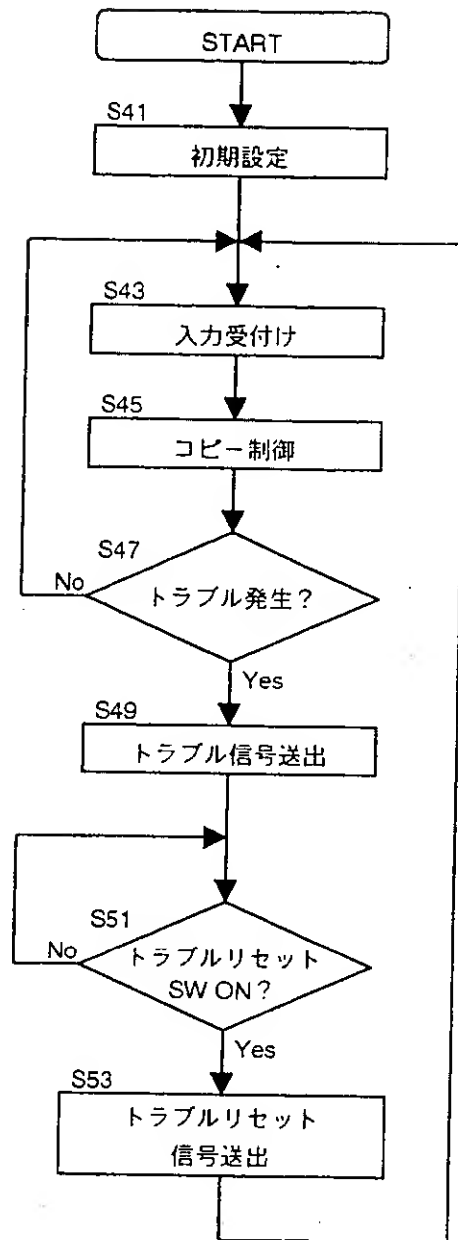 START
S41
初期設定
S43
入力受付け
S45
コピー制御
S47
No
トラブル発生？
Yes
S49
トラブル信号送出
S51
No
トラブルリセット
SW ON？
Yes
S53
トラブルリセット
信号送出